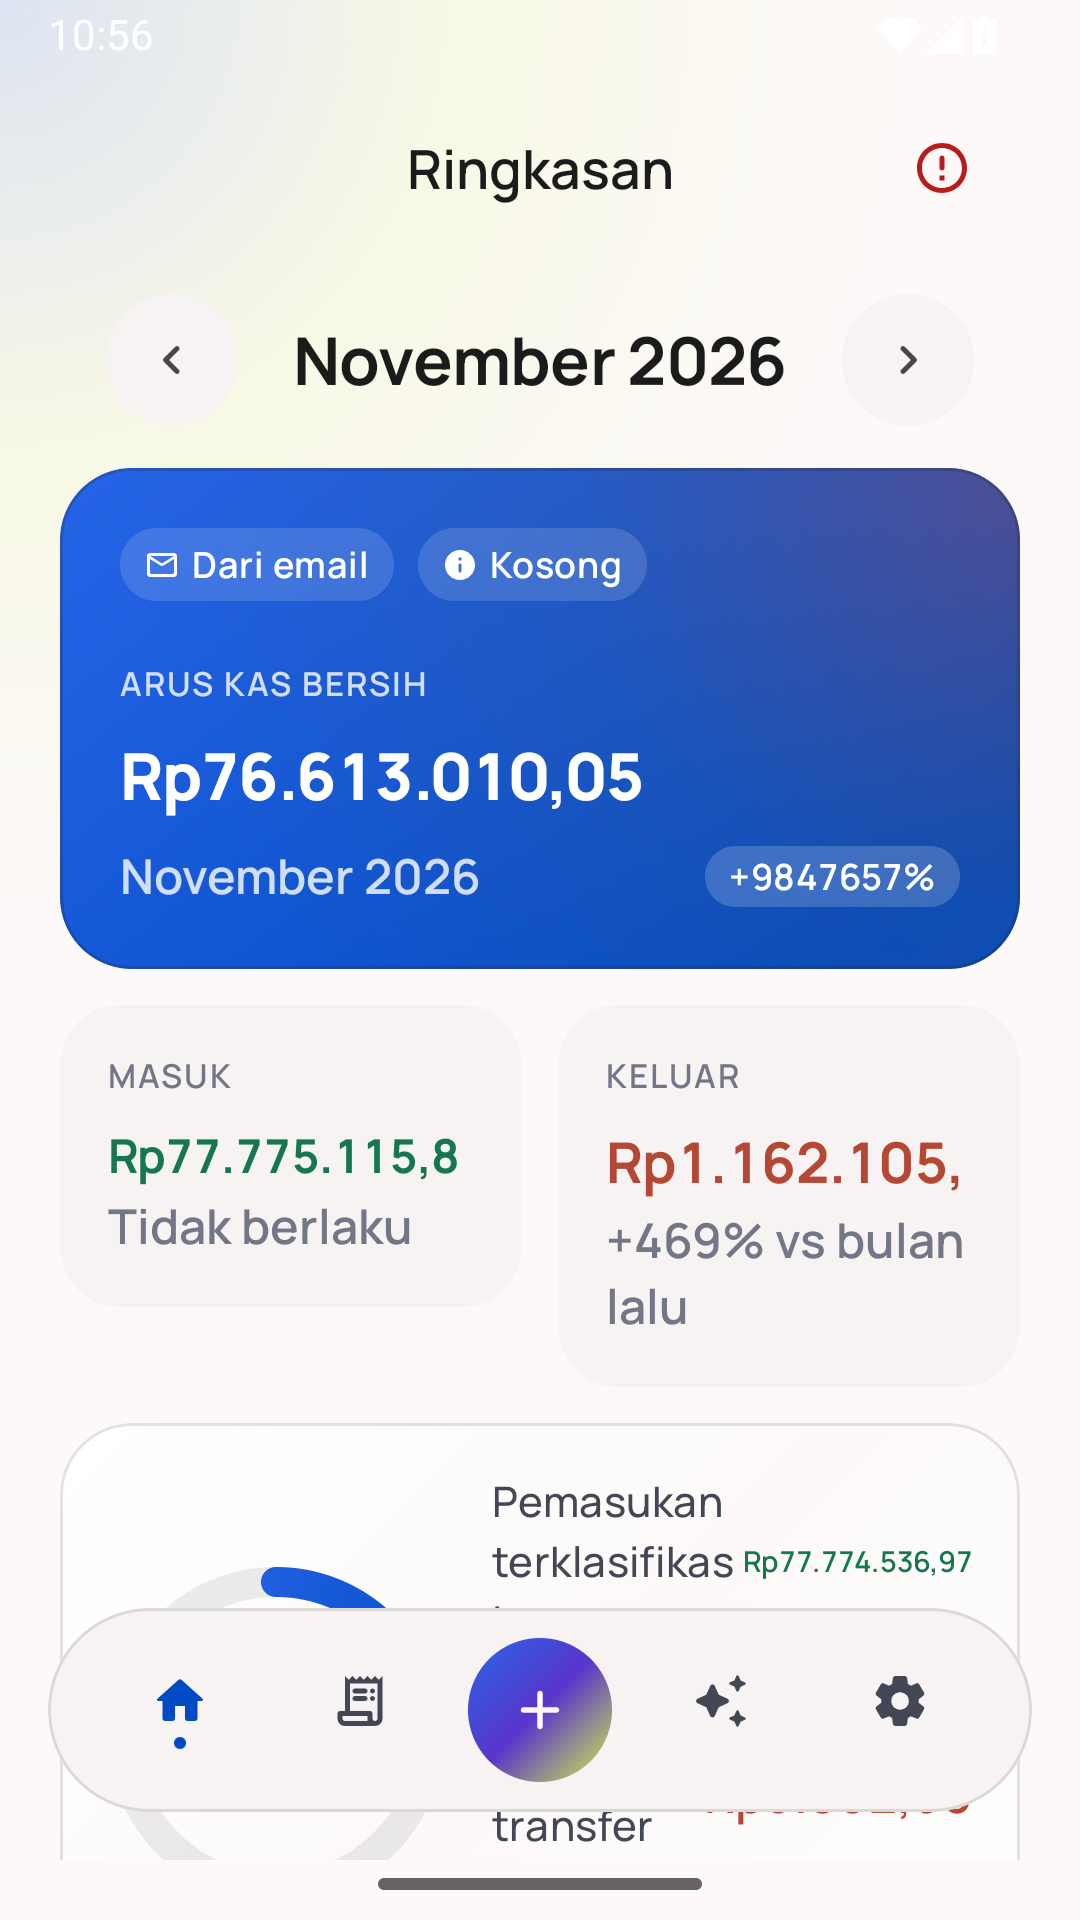 10:56
Ringkasan
November 2026
Dari email
Kosong
ARUS KAS BERSIH
Rp76.613.010,05
November 2026
+9847657%
MASUK
Rp77.775.115,8
Tidak berlaku
KELUAR
Rp1.162.105,
+469% vs bulan
lalu
Pemasukan
terklasifikas Rp77.774.536,97
transfer